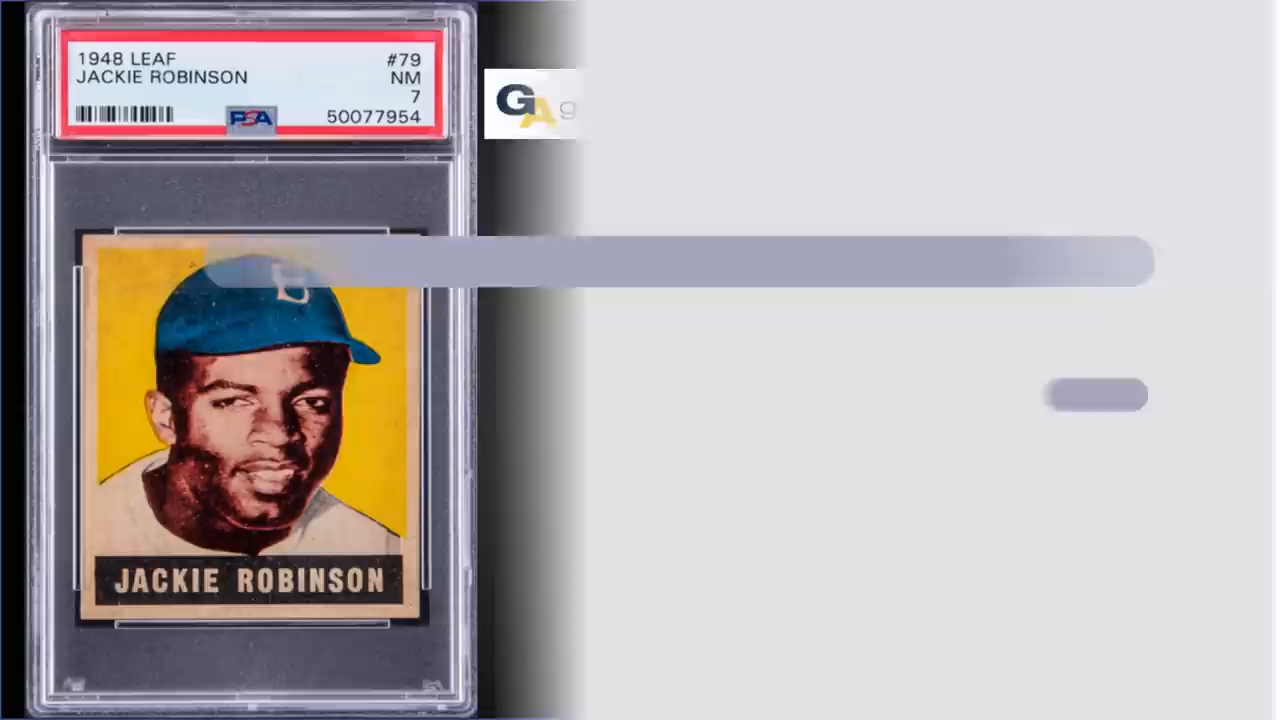 1948 LEAF #79
JACKIE ROBINSON NM
7
PSA 50077954
GA g
B
JACKIE ROBINSON